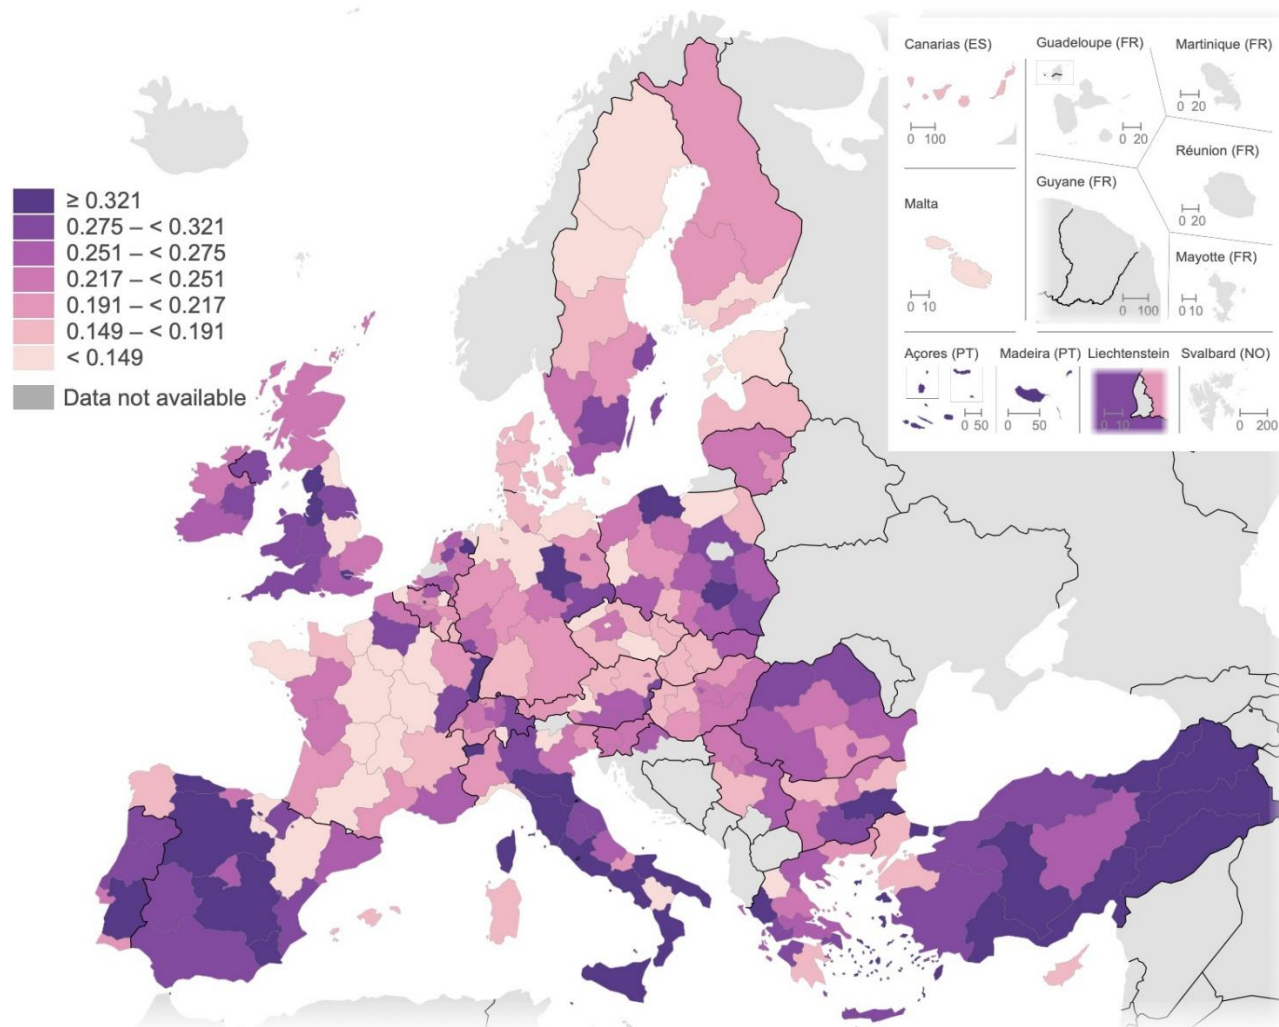 ≥ 0.321
0.275 – < 0.321
0.251 – < 0.275
0.217 – < 0.251
0.191 – < 0.217
0.149 – < 0.191
< 0.149
Data not available
Canarias (ES)
0 100
Guadeloupe (FR)
0 20
Martinique (FR)
0 20
Réunion (FR)
0 20
Guyane (FR)
0 100
Mayotte (FR)
0 10
Malta
0 10
Açores (PT)
0 50
Madeira (PT)
0 50
Liechtenstein
0 10
Svalbard (NO)
0 200